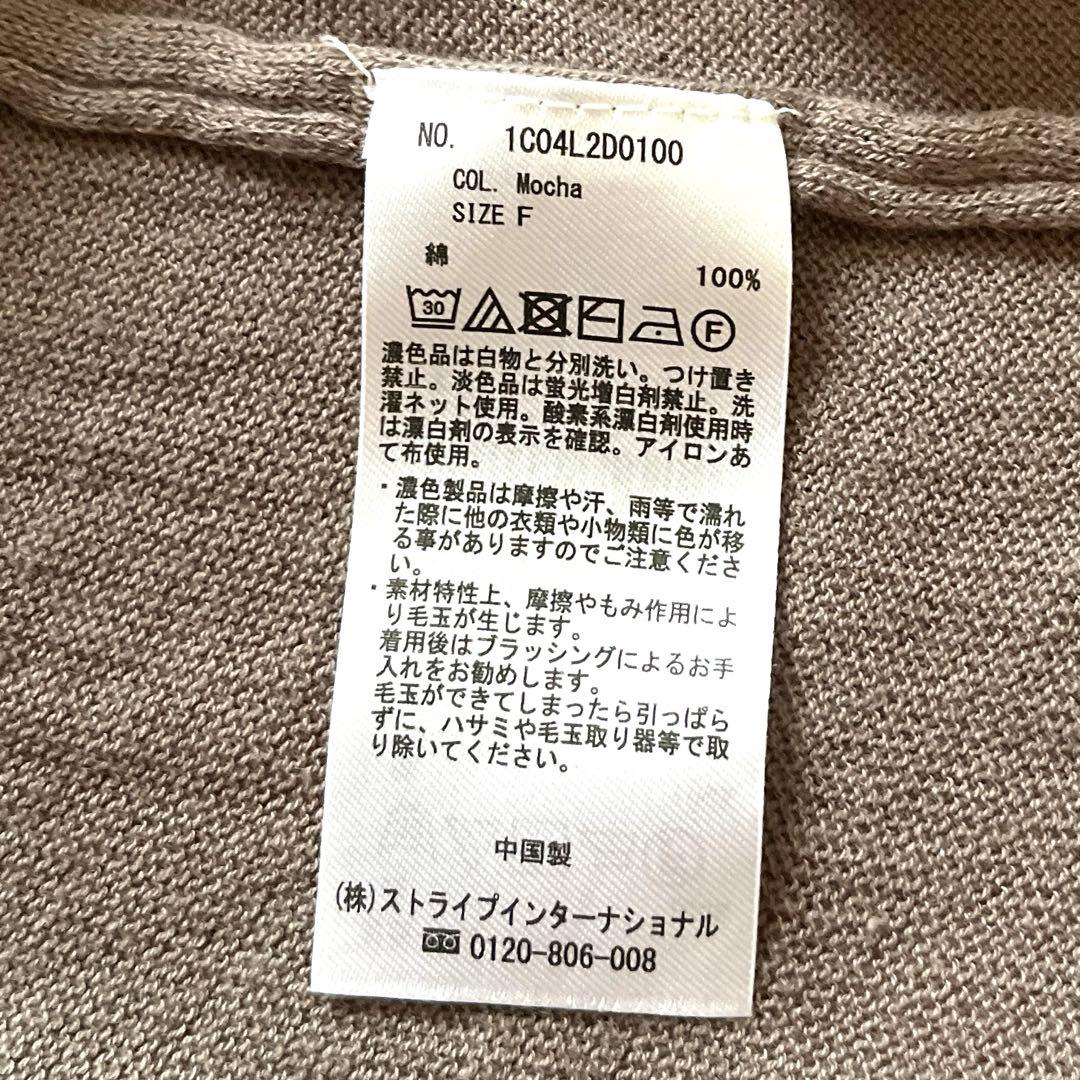 NO. 1C04L2D0100
COL. Mocha
SIZE F
綿 100%
30 F
濃色品は白物と分別洗い。つけ置き
禁止。淡色品は蛍光増白剤禁止。洗
濯ネット使用。酸素系漂白剤使用時
は漂白剤の表示を確認。アイロンあ
て布使用。
・濃色製品は摩擦や汗、雨等で濡れ
た際に他の衣類や小物類に色が移
る事がありますのでご注意くださ
い。
・素材特性上、摩擦やもみ作用によ
り毛玉が生じます。
着用後はブラッシングによるお手
入れをお勧めします。
毛玉ができてしまったら引っぱら
ずに、ハサミや毛玉取り器等で取
り除いてください。
中国製
(株)ストライプインターナショナル
0120-806-008